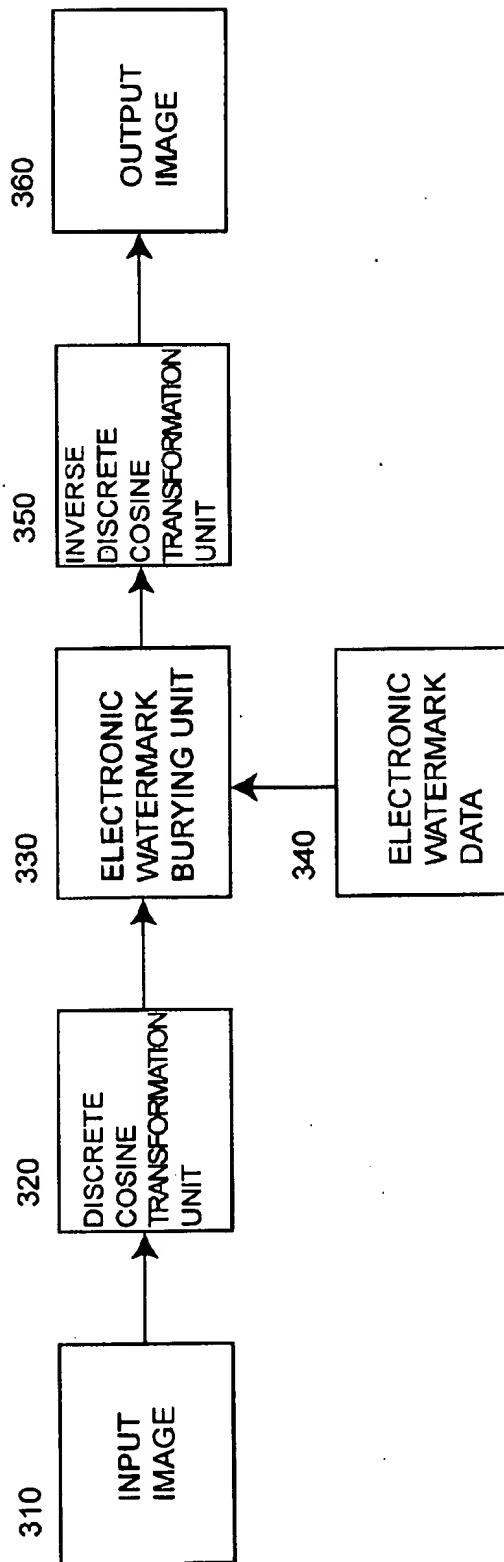 310
INPUT
IMAGE
320
DISCRETE
COSINE
TRANSFORMATION
UNIT
330
ELECTRONIC
WATERMARK
BURYING UNIT
340
ELECTRONIC
WATERMARK
DATA
350
INVERSE
DISCRETE
COSINE
TRANSFORMATION
UNIT
360
OUTPUT
IMAGE